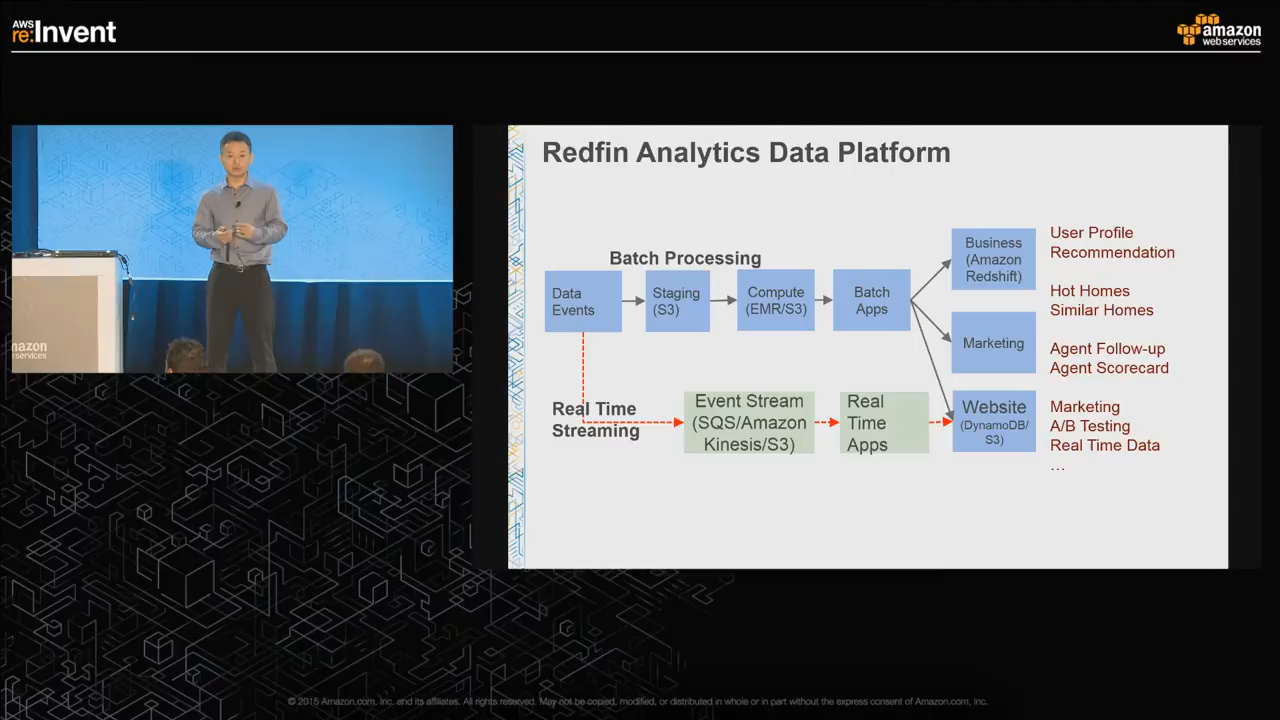 AWS
re:Invent
amazon
web services
mazon
services
Redfin Analytics Data Platform
Batch Processing
Data
Events
Staging
(S3)
Compute
(EMR/S3)
Batch
Apps
Business
(Amazon
Redshift)
Marketing
Website
(DynamoDB/
S3)
Real Time
Streaming
Event Stream
(SQS/Amazon
Kinesis/S3)
Real
Time
Apps
User Profile
Recommendation
Hot Homes
Similar Homes
Agent Follow-up
Agent Scorecard
Marketing
A/B Testing
Real Time Data
...
© 2015 Amazon.com, Inc. and its affiliates. All rights reserved. May not be copied, modified, or distributed in whole or in part without the express consent of Amazon.com, Inc.